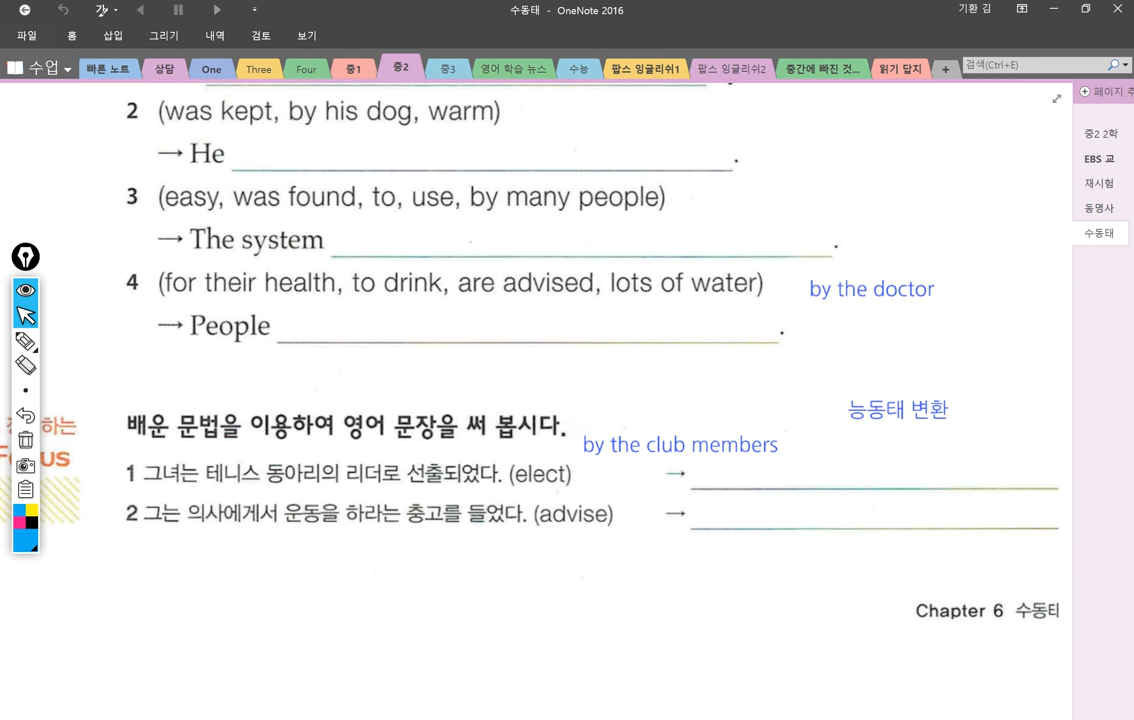 수동태 - OneNote 2016
기환 김
파일 홈 삽입 그리기 내역 검토 보기
수업 빠른 노트 상담 One Three Four 중1 중2 중3 영어 학습 뉴스 수능 팝스 잉글리쉬1 팝스 잉글리쉬2 중간에 빠진 것... 읽기 답지 + 검색(Ctrl+E)
페이지 추
중2 2학
EBS 교
재시험
동명사
수동태
2 (was kept, by his dog, warm)
→ He .
3 (easy, was found, to, use, by many people)
→ The system .
4 (for their health, to drink, are advised, lots of water) by the doctor
→ People .
능동태 변환
하는
배운 문법을 이용하여 영어 문장을 써 봅시다.
by the club members
1 그녀는 테니스 동아리의 리더로 선출되었다. (elect) →
2 그는 의사에게서 운동을 하라는 충고를 들었다. (advise) →
Chapter 6 수동태